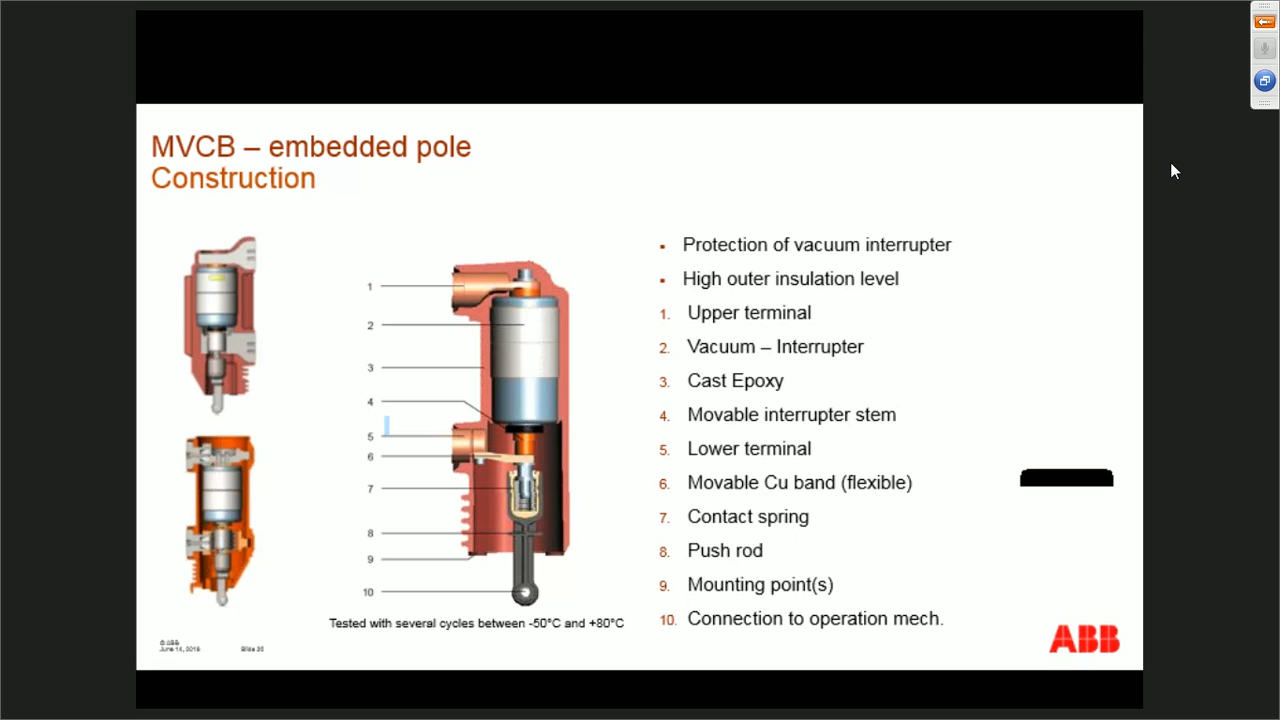 MVCB – embedded pole
Construction
1
2
3
4
5
6
7
8
9
10
Tested with several cycles between -50°C and +80°C
▪ Protection of vacuum interrupter
▪ High outer insulation level
1. Upper terminal
2. Vacuum – Interrupter
3. Cast Epoxy
4. Movable interrupter stem
5. Lower terminal
6. Movable Cu band (flexible)
7. Contact spring
8. Push rod
9. Mounting point(s)
10. Connection to operation mech.
© ABB
Slide
ABB